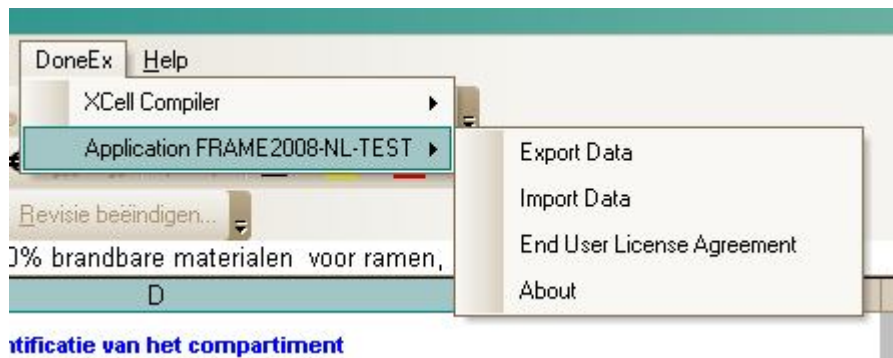 DoneEx Help
XCell Compiler
Application FRAME2008-NL-TEST
Export Data
Import Data
End User License Agreement
About
Revisie beëindigen...
0% brandbare materialen voor ramen,
D
ntificatie van het compartiment